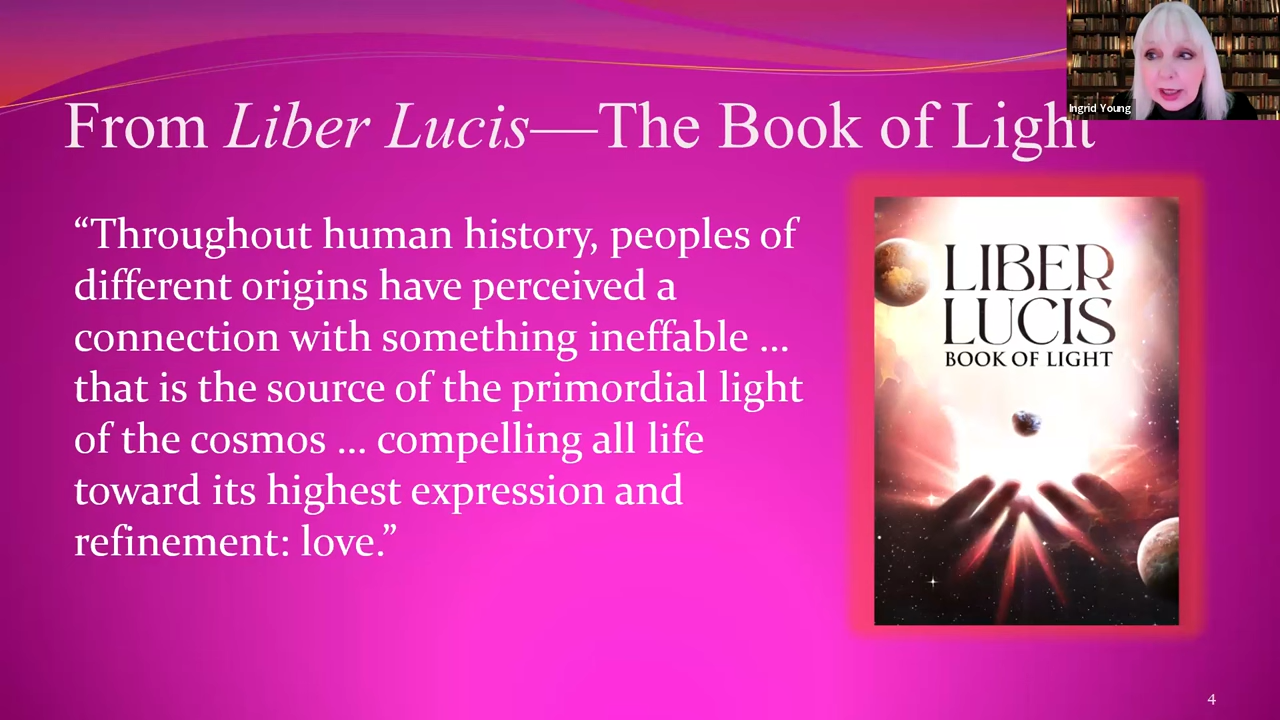 Ingrid Young
From Liber Lucis—The Book of Light
“Throughout human history, peoples of
different origins have perceived a
connection with something ineffable ...
that is the source of the primordial light
of the cosmos ... compelling all life
toward its highest expression and
refinement: love.”
LIBER
LUCIS
BOOK OF LIGHT
4